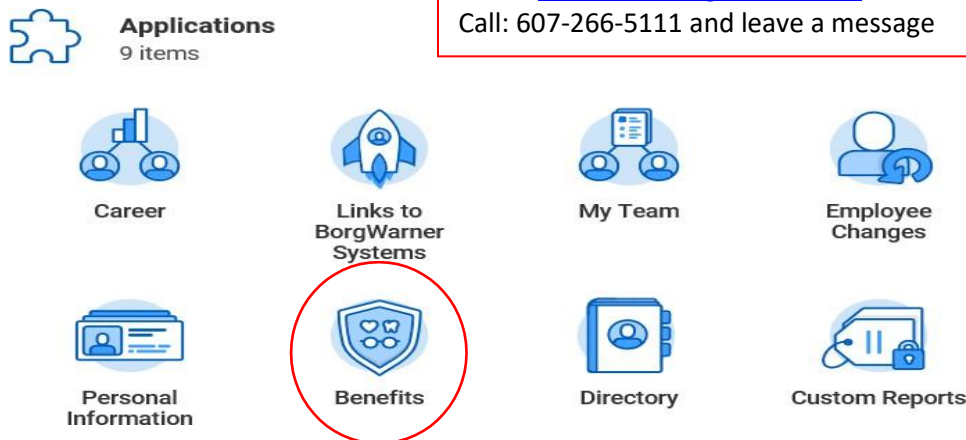 Applications
9 items
Call: 607-266-5111 and leave a message
Career
Links to
BorgWarner
Systems
My Team
Employee
Changes
Personal
Information
Benefits
Directory
Custom Reports